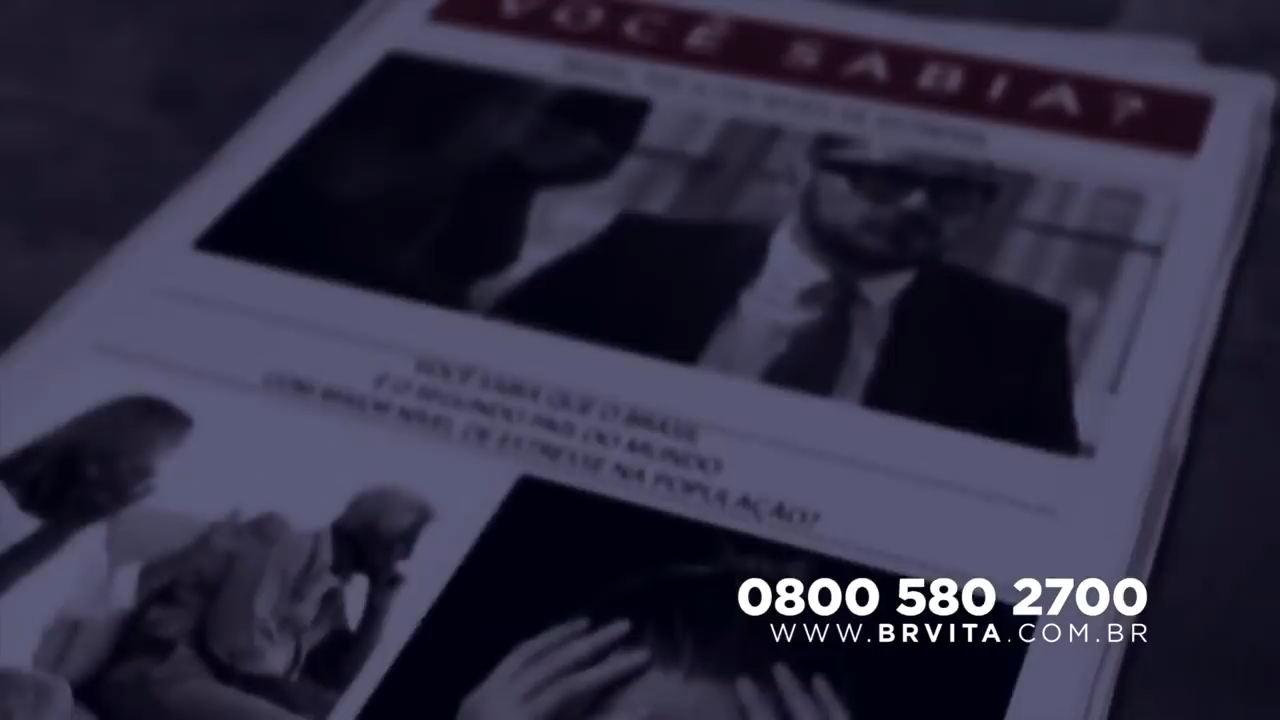 VOCÊ SABIA?
VOCÊ SABIA QUE O BRASIL
É O SEGUNDO PAÍS DO MUNDO
COM MAIOR NÍVEL DE ESTRESSE NA POPULAÇÃO?
0800 580 2700
WWW.BRVITA.COM.BR